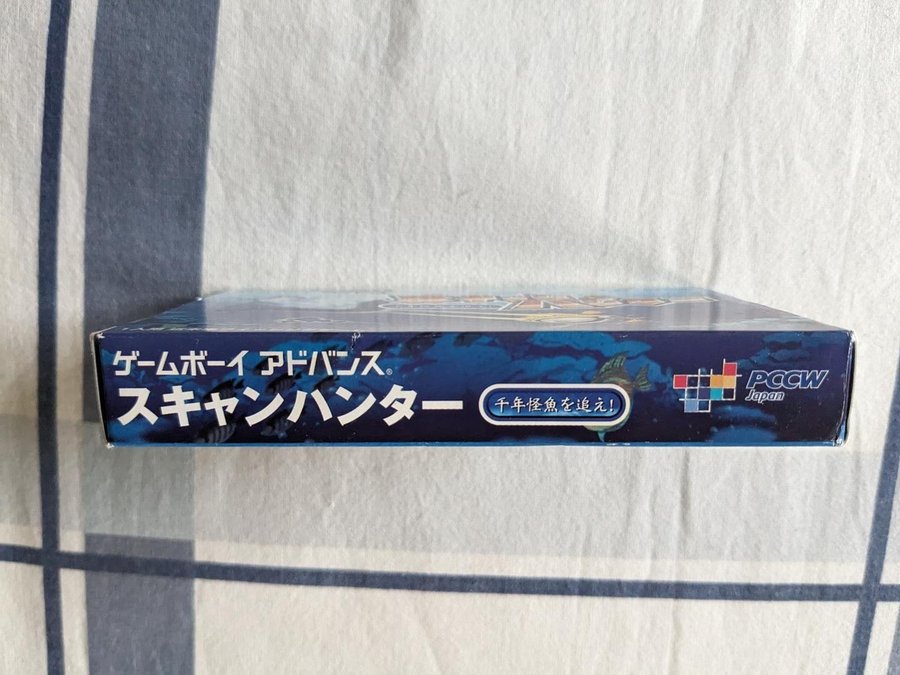 ゲームボーイ アドバンス®
スキャンハンター
千年怪魚を追え!
PCCW
Japan